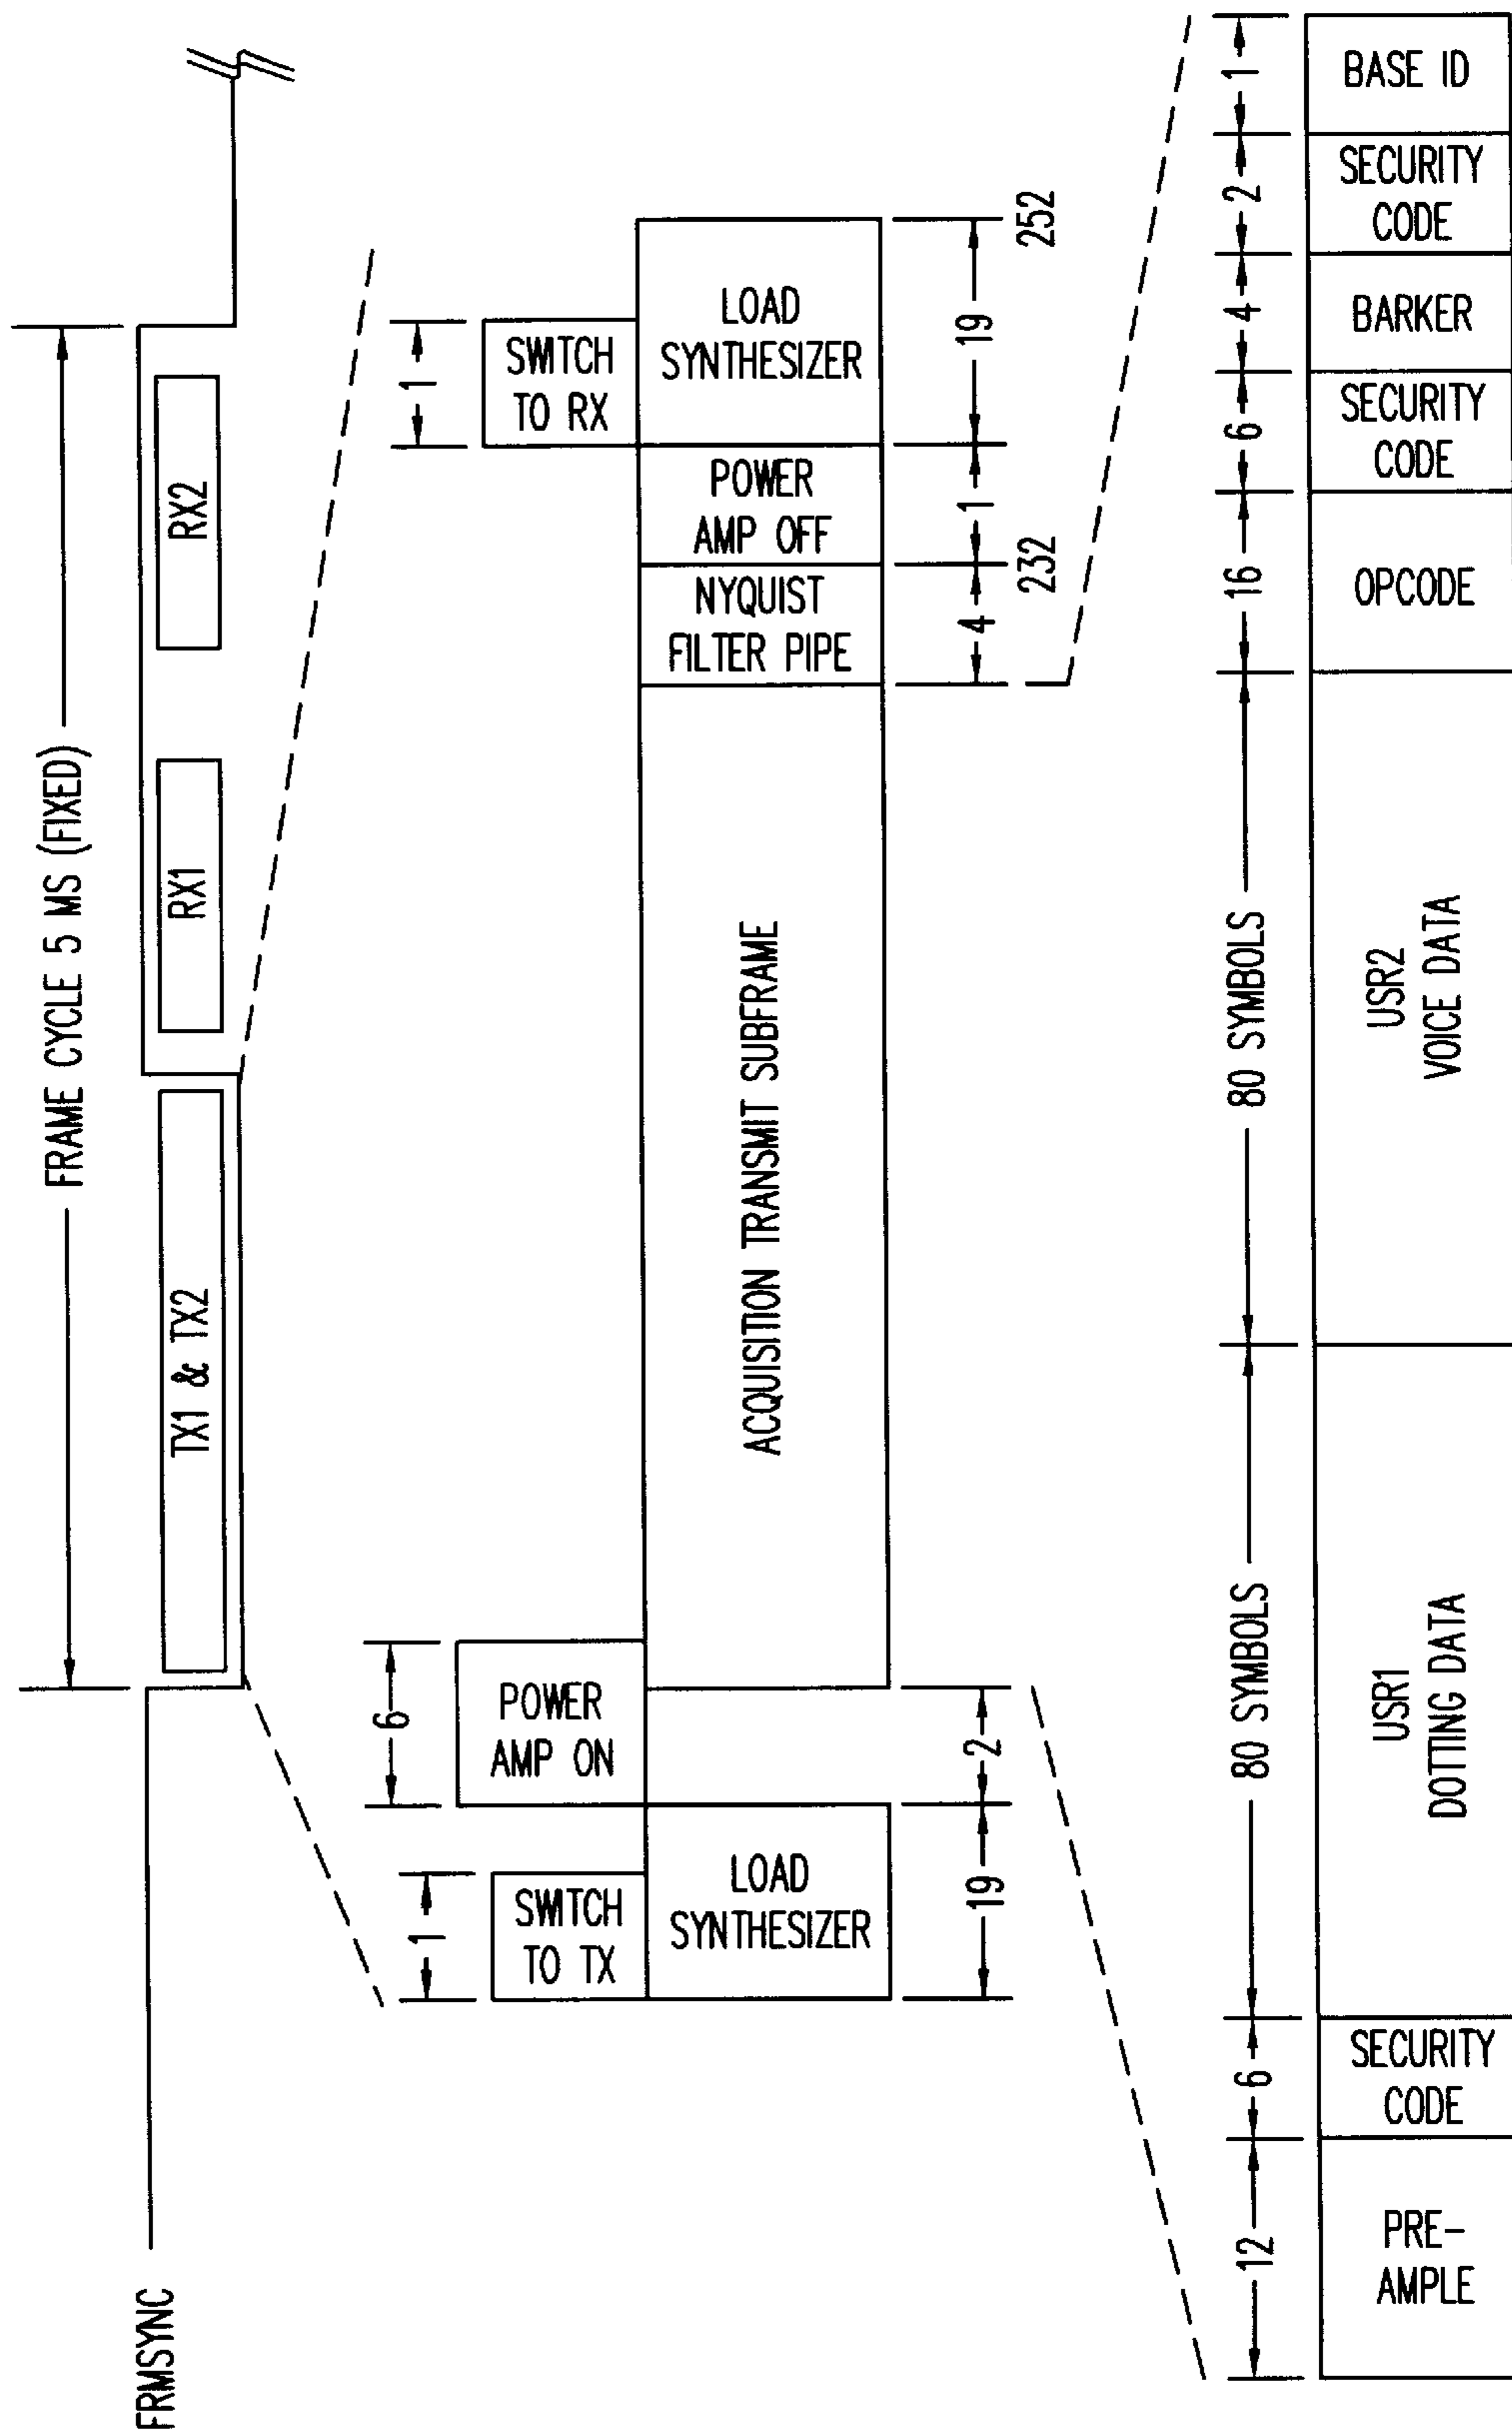 FRAME CYCLE 5 MS (FIXED)
FRMSYNC
TX1 & TX2
RX1
RX2
1
6
1
SWITCH
TO TX
POWER
AMP ON
SWITCH
TO RX
LOAD
SYNTHESIZER
ACQUISITION TRANSMIT SUBFRAME
NYQUIST
FILTER PIPE
POWER
AMP OFF
LOAD
SYNTHESIZER
19
2
4
1
19
232
252
12
6
80 SYMBOLS
80 SYMBOLS
16
6
4
2
1
PRE-
AMPLE
SECURITY
CODE
USR1
DOTTING DATA
USR2
VOICE DATA
OPCODE
SECURITY
CODE
BARKER
SECURITY
CODE
BASE ID